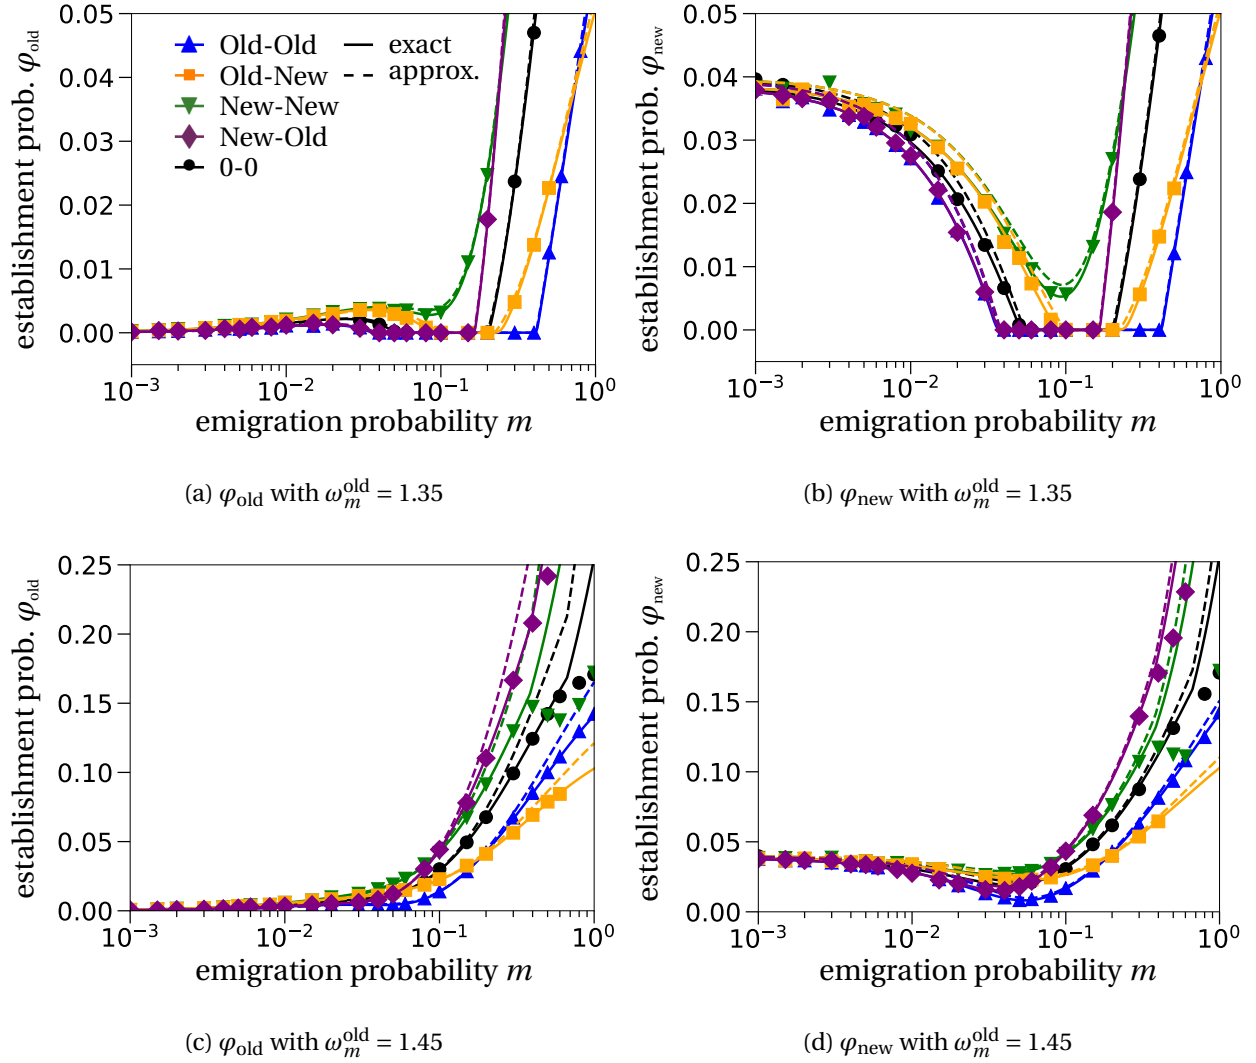 0.05
0.04
0.03
0.02
0.01
0.00
establishment prob. φold
Old-Old
Old-New
New-New
New-Old
0-0
exact
approx.
10−3 10−2 10−1 100
emigration probability m
(a) φold with ωmold = 1.35
0.05
0.04
0.03
0.02
0.01
0.00
establishment prob. φnew
10−3 10−2 10−1 100
emigration probability m
(b) φnew with ωmold = 1.35
0.25
0.20
0.15
0.10
0.05
0.00
establishment prob. φold
10−3 10−2 10−1 100
emigration probability m
(c) φold with ωmold = 1.45
0.25
0.20
0.15
0.10
0.05
0.00
establishment prob. φnew
10−3 10−2 10−1 100
emigration probability m
(d) φnew with ωmold = 1.45